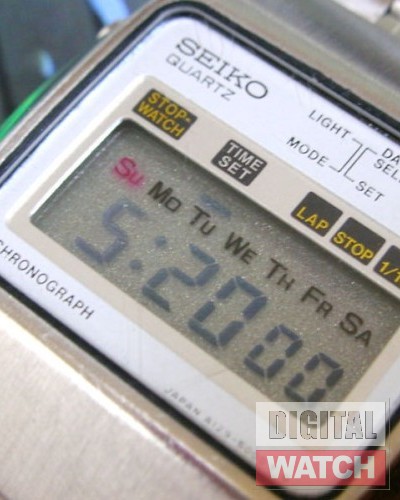 SEIKO
QUARTZ
LIGHT
MODE
SET
STOP-
WATCH
TIME
SET
LAP STOP
Su Mo Tu WE TH FR SA
5:20 00
CHRONOGRAPH
JAPAN
DIGITAL
WATCH